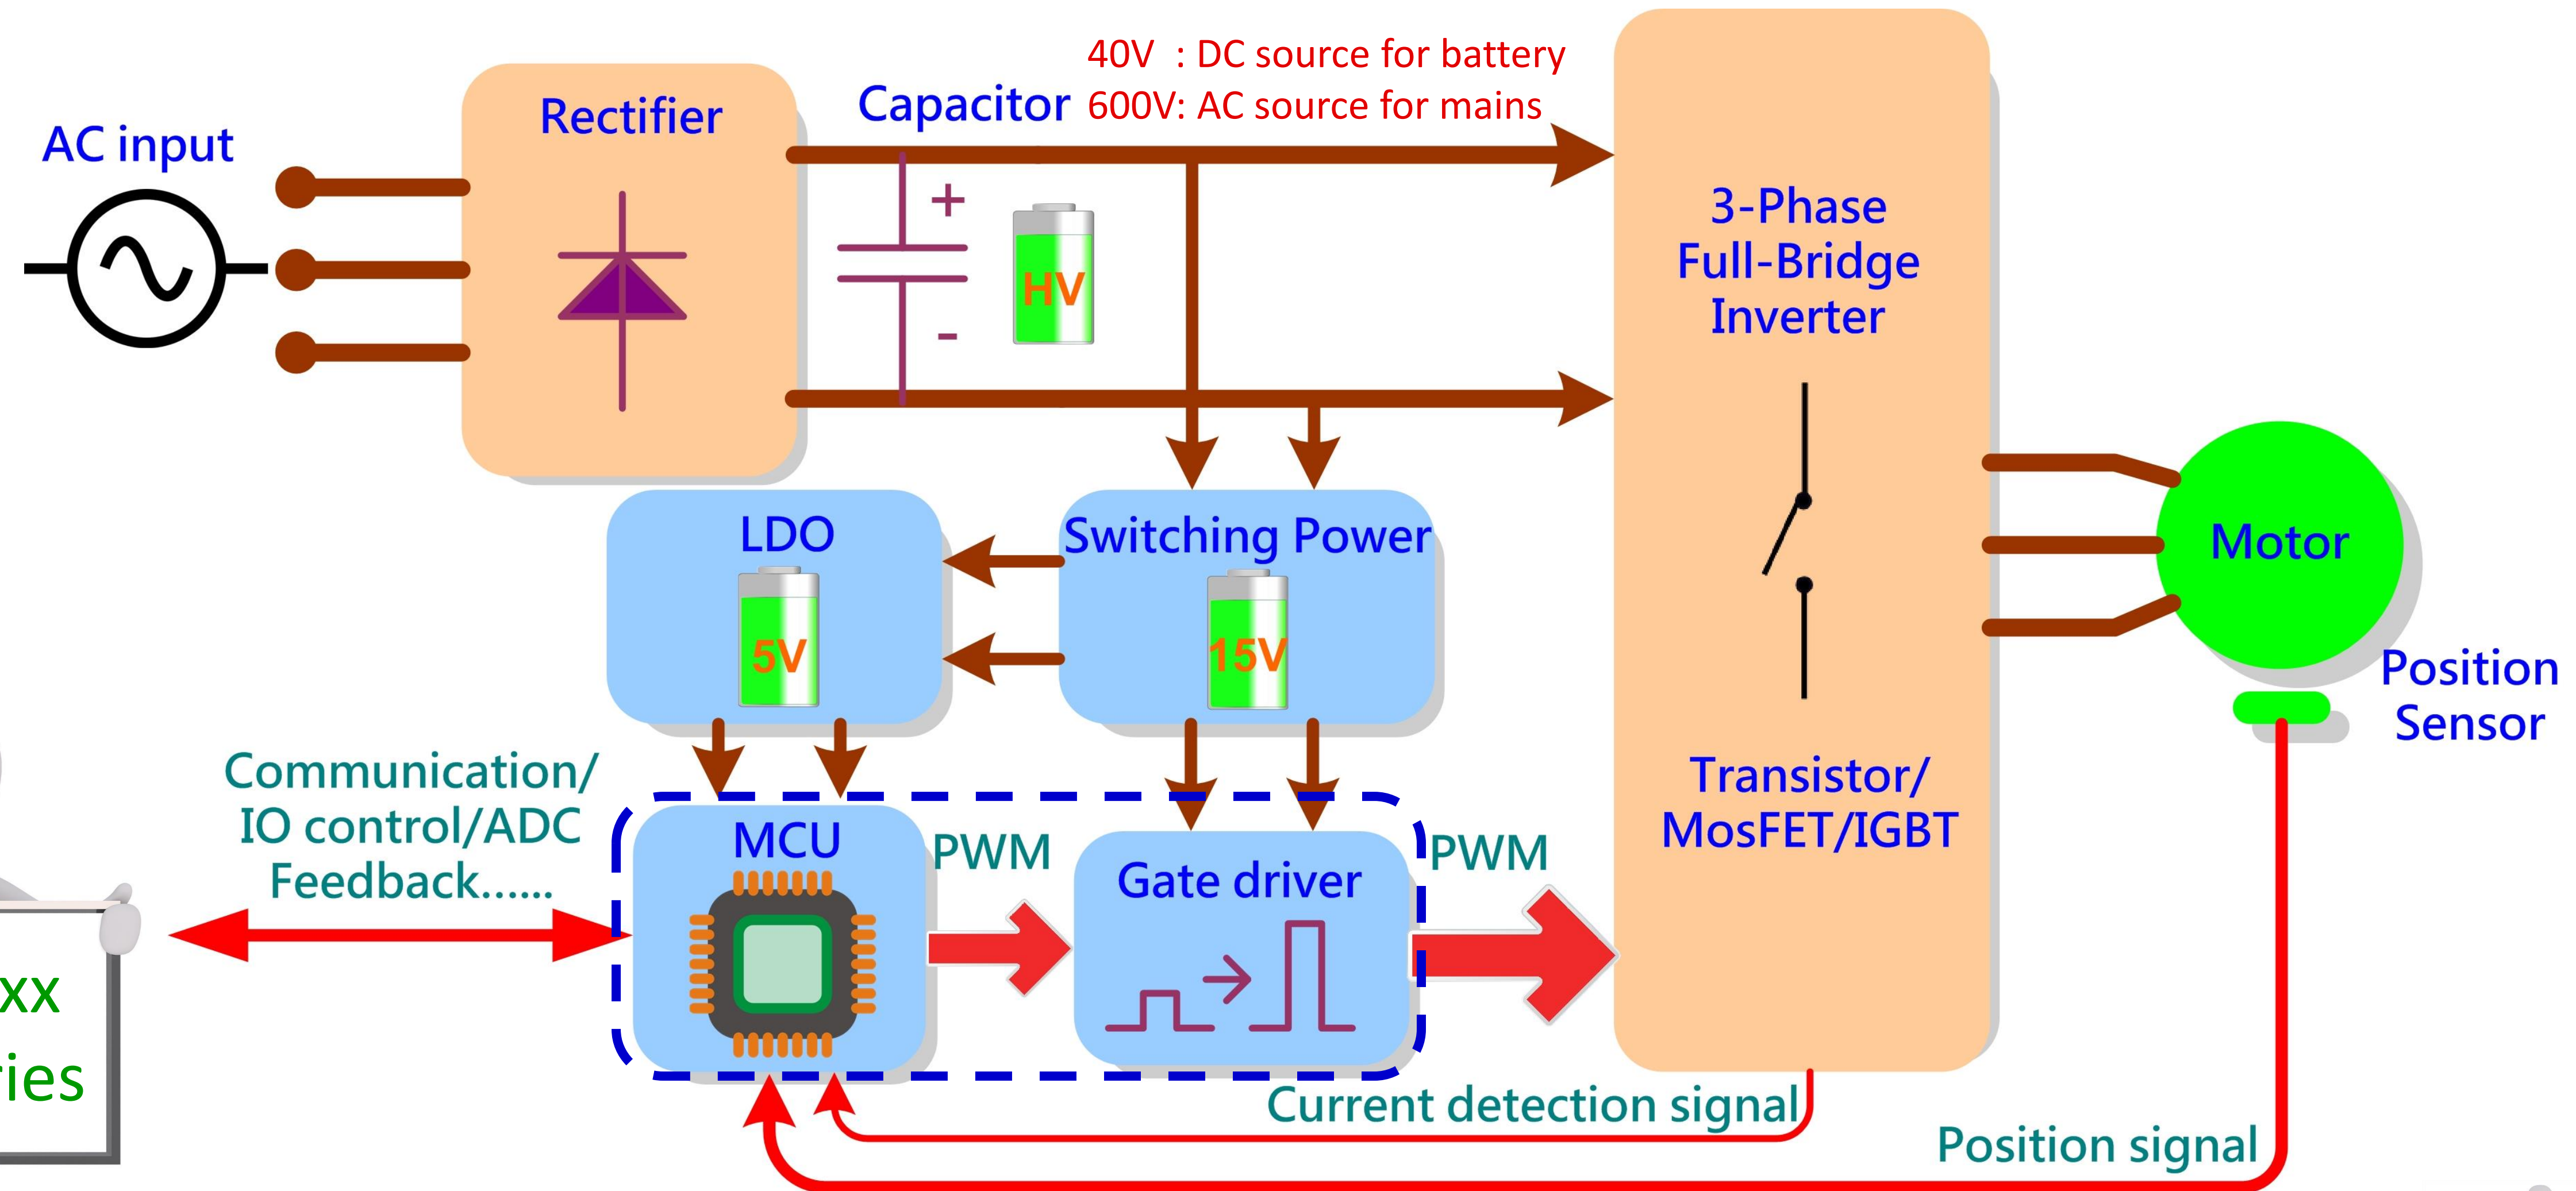 40V : DC source for battery
600V: AC source for mains
AC input
Rectifier
Capacitor
+
HV
-
3-Phase
Full-Bridge
Inverter
LDO
5V
Switching Power
15V
Motor
Position
Sensor
Transistor/
MosFET/IGBT
Communication/
IO control/ADC
Feedback......
MCU
PWM
Gate driver
PWM
xx
ries
Current detection signal
Position signal